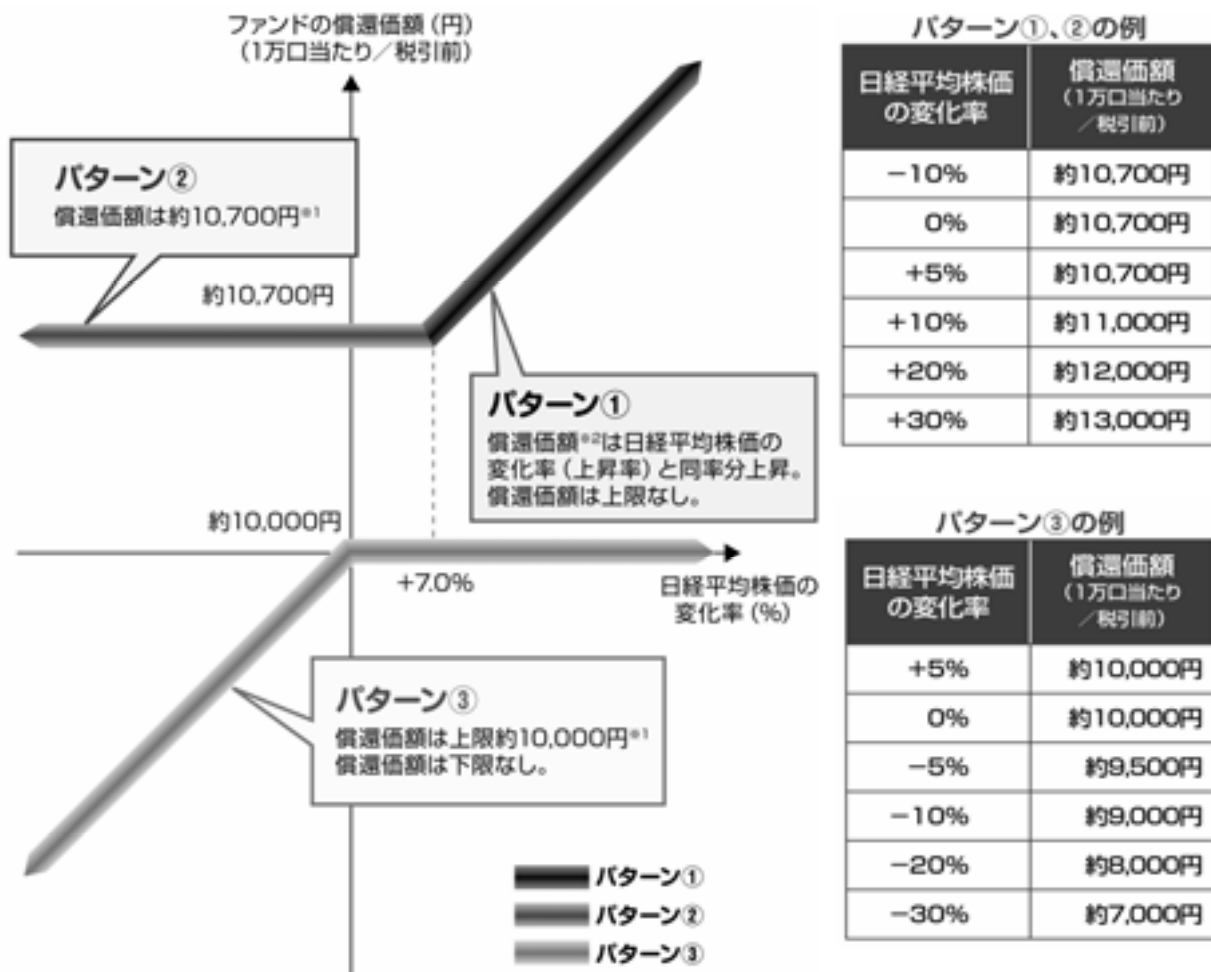 ファンドの償還価額(円)
(1万口当たり／税引前)
パターン②
償還価額は約10,700円※1
約10,700円
パターン①
償還価額※2は日経平均株価の
変化率(上昇率)と同率分上昇。
償還価額は上限なし。
約10,000円
+7.0%
日経平均株価の
変化率(%)
パターン③
償還価額は上限約10,000円※1
償還価額は下限なし。
パターン①
パターン②
パターン③
パターン①、②の例
日経平均株価
の変化率
償還価額
(1万口当たり
／税引前)
−10% 約10,700円
0% 約10,700円
+5% 約10,700円
+10% 約11,000円
+20% 約12,000円
+30% 約13,000円
パターン③の例
日経平均株価
の変化率
償還価額
(1万口当たり
／税引前)
+5% 約10,000円
0% 約10,000円
−5% 約9,500円
−10% 約9,000円
−20% 約8,000円
−30% 約7,000円